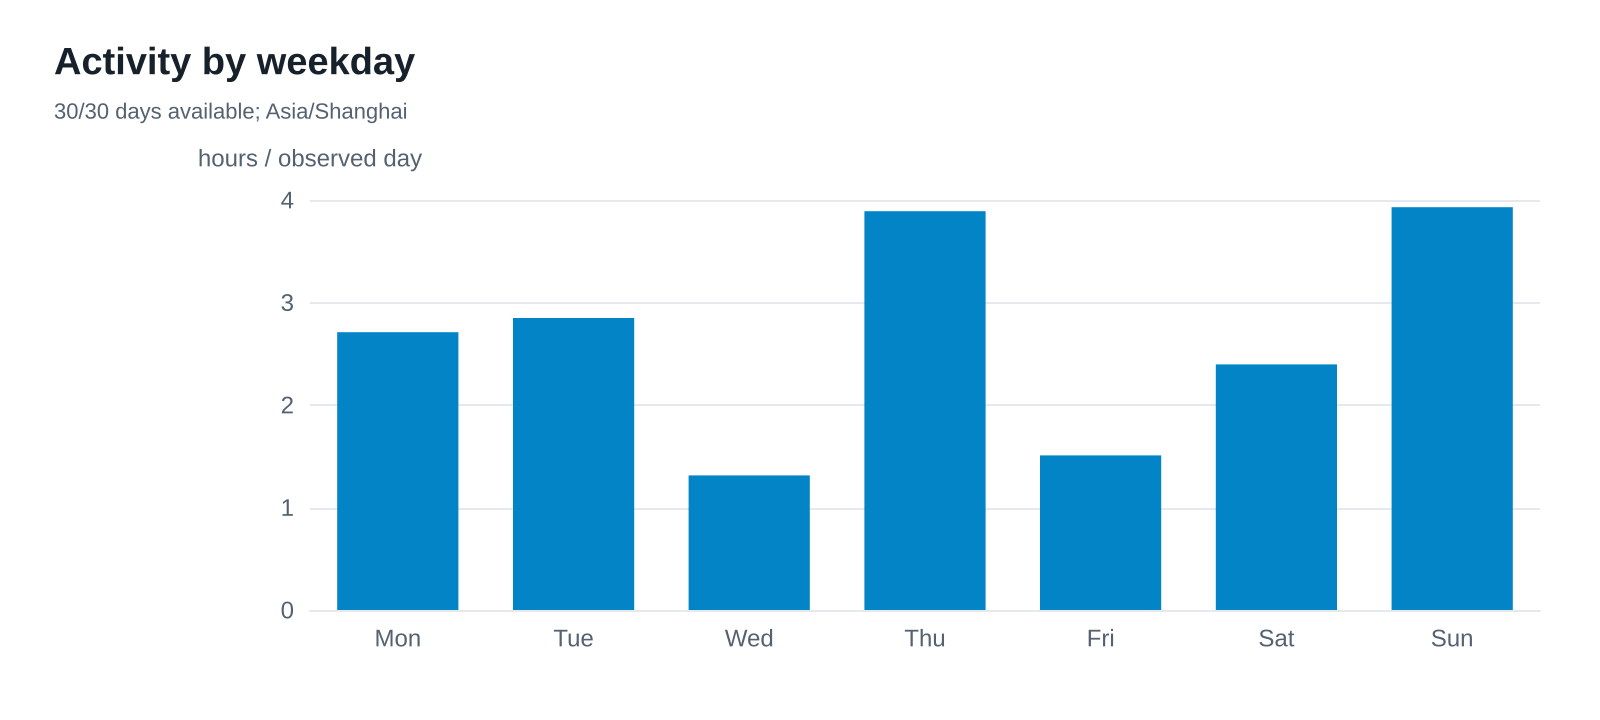 Activity by weekday
30/30 days available; Asia/Shanghai
hours / observed day
4
3
2
1
0
Mon Tue Wed Thu Fri Sat Sun